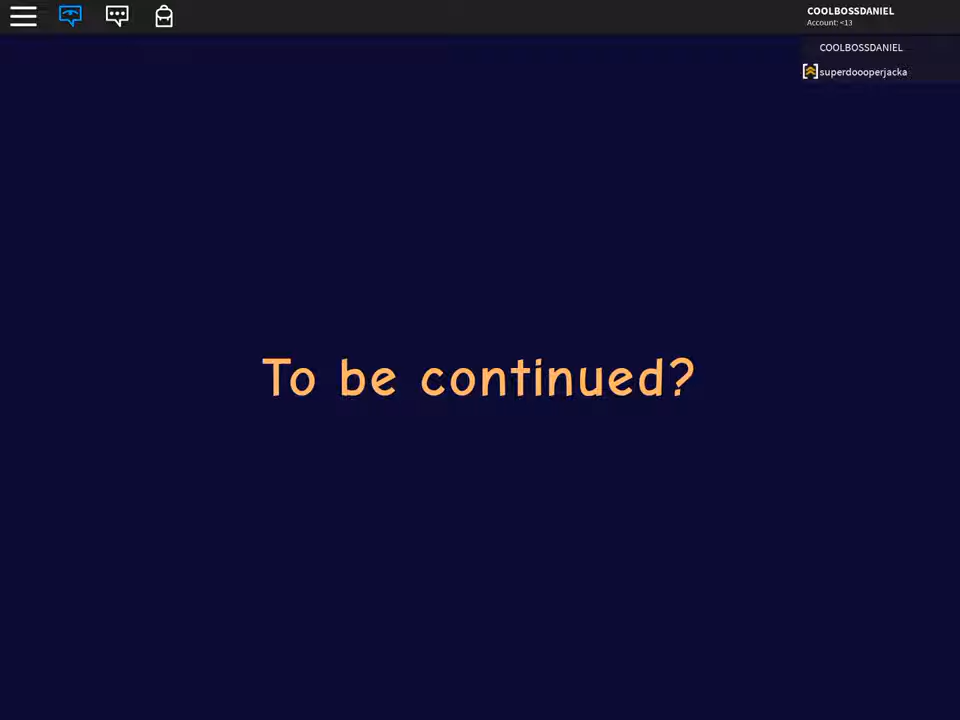 COOLBOSSDANIEL
Account: <13
COOLBOSSDANIEL
superdoooperjacka
To be continued?